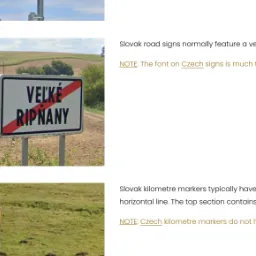 Slovak road signs normally feature a ve
NOTE: The font on Czech signs is much
VEĽKÉ
RIPŇANY
Slovak kilometre markers typically have
horizontal line. The top section contains
NOTE: Czech kilometre markers do not